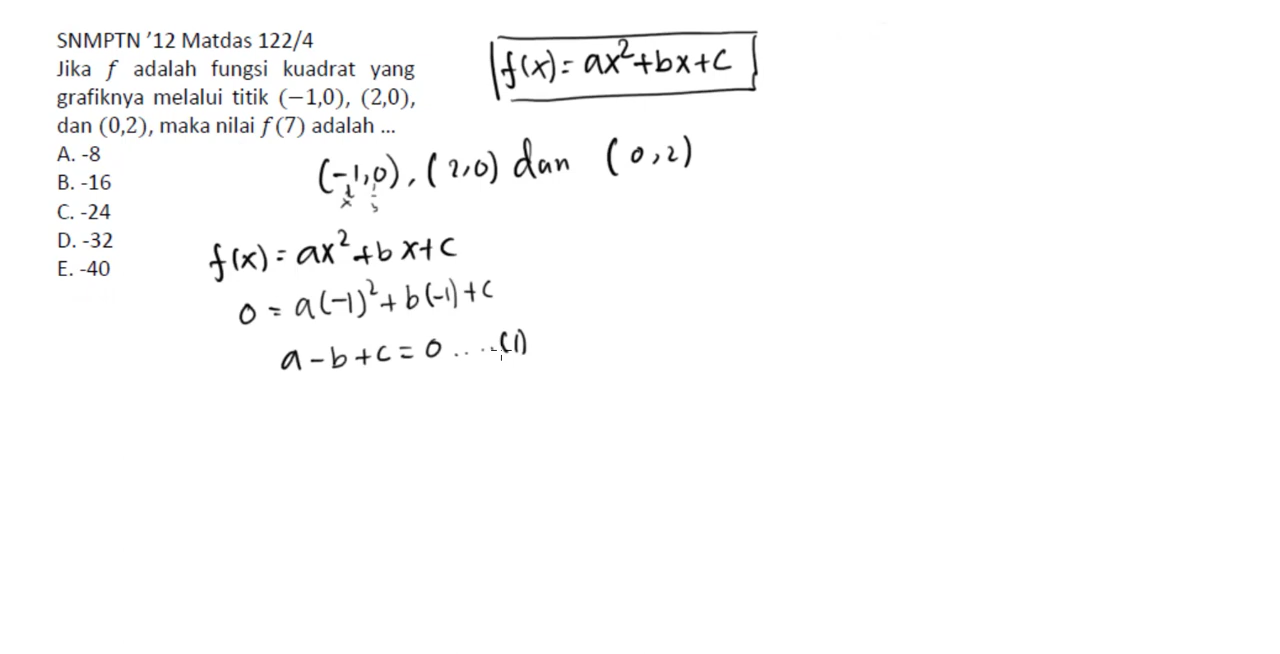 SNMPTN '12 Matdas 122/4
Jika f adalah fungsi kuadrat yang
grafiknya melalui titik (−1,0), (2,0),
dan (0,2), maka nilai f(7) adalah ...
A. -8
B. -16
C. -24
D. -32
E. -40
f(x) = ax²+bx+c
(-1,0), (2,0) dan (0,2)
x
f(x) = ax²+bx+c
0 = a(-1)²+b(-1)+c
a-b+c=0 .....(1)